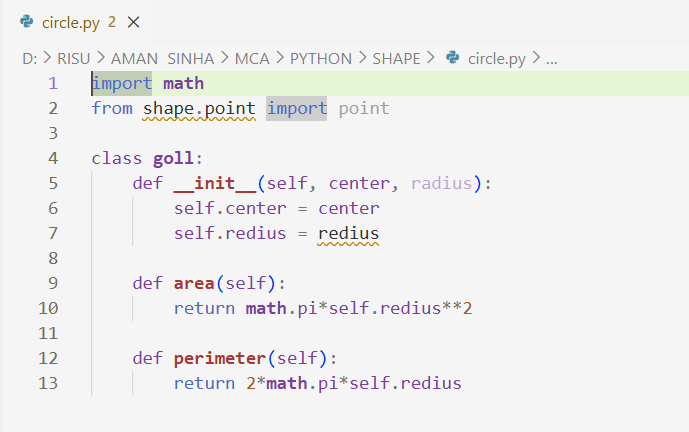 circle.py 2 ×
D: > RISU > AMAN SINHA > MCA > PYTHON > SHAPE > circle.py > ...
1 import math
2 from shape.point import point
3
4 class goll:
5     def __init__(self, center, radius):
6         self.center = center
7         self.redius = redius
8
9     def area(self):
10         return math.pi*self.redius**2
11
12     def perimeter(self):
13         return 2*math.pi*self.redius